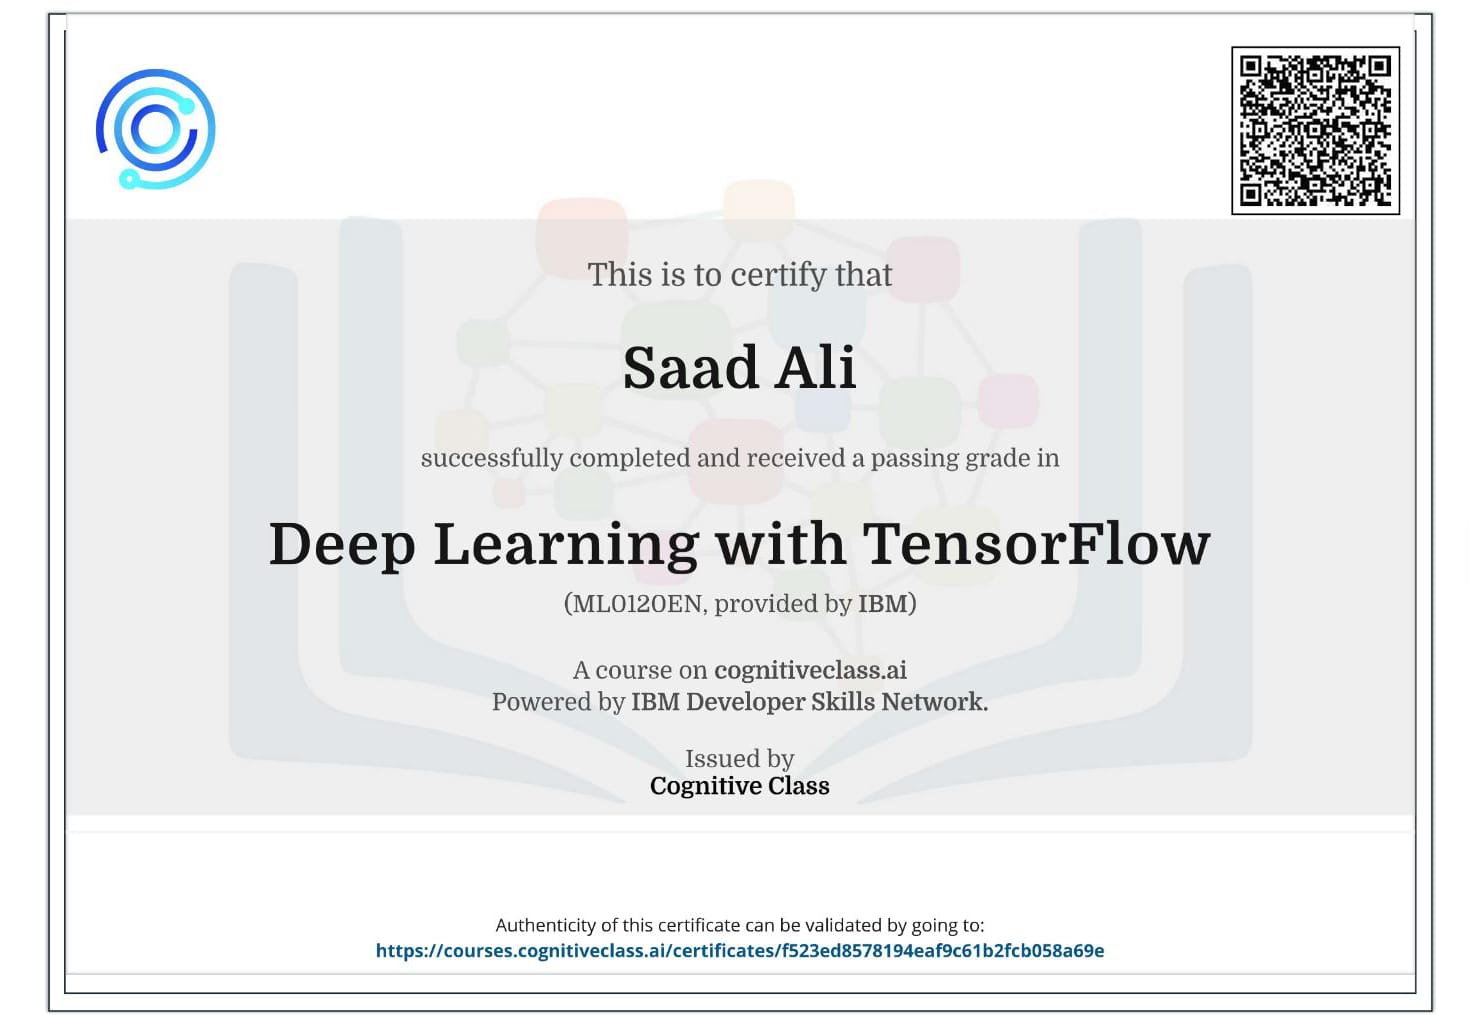 This is to certify that
Saad Ali
successfully completed and received a passing grade in
Deep Learning with TensorFlow
(ML0120EN, provided by IBM)
A course on cognitiveclass.ai
Powered by IBM Developer Skills Network.
Issued by
Cognitive Class
Authenticity of this certificate can be validated by going to:
https://courses.cognitiveclass.ai/certificates/f523ed8578194eaf9c61b2fcb058a69e